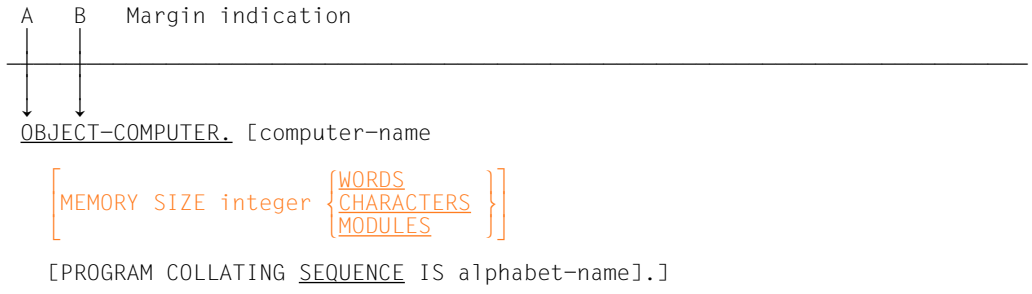 A B Margin indication
OBJECT-COMPUTER. [computer-name
[MEMORY SIZE integer {WORDS
CHARACTERS
MODULES}]
[PROGRAM COLLATING SEQUENCE IS alphabet-name].]